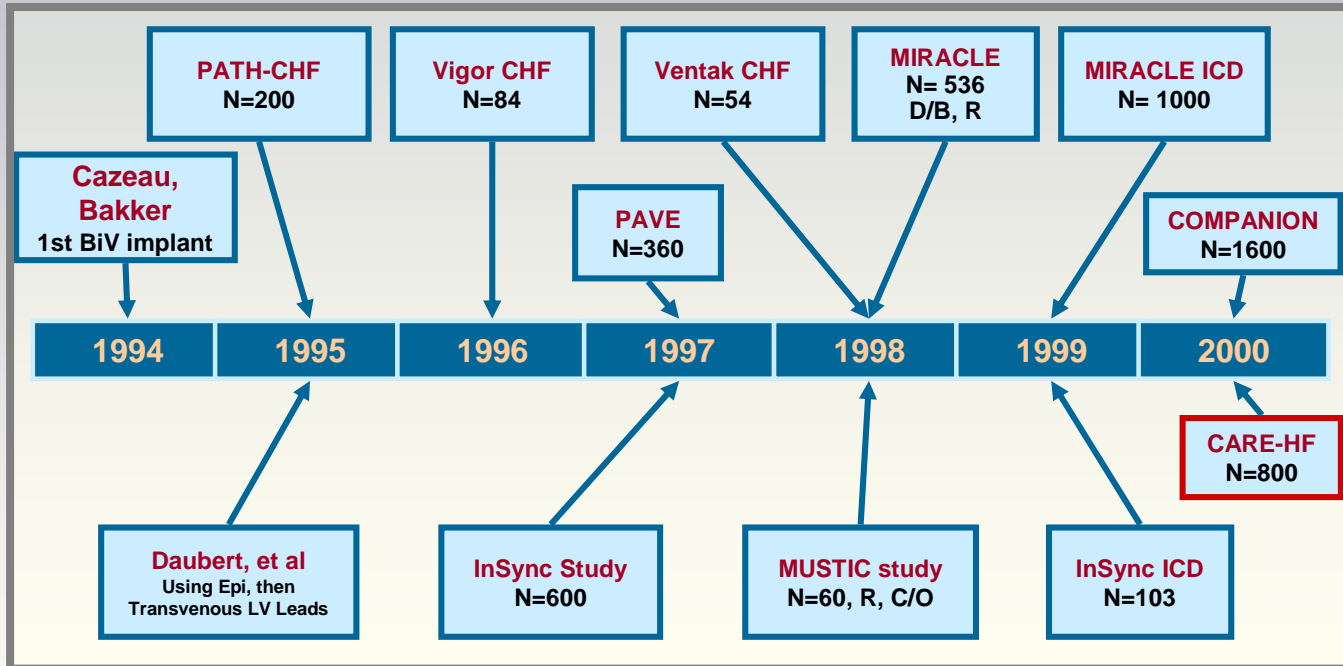 PATH-CHF
N=200
Vigor CHF
N=84
Ventak CHF
N=54
MIRACLE
N= 536
D/B, R
MIRACLE ICD
N= 1000
Cazeau,
Bakker
1st BiV implant
PAVE
N=360
COMPANION
N=1600
1994
1995
1996
1997
1998
1999
2000
CARE-HF
N=800
Daubert, et al
Using Epi, then
Transvenous LV Leads
InSync Study
N=600
MUSTIC study
N=60, R, C/O
InSync ICD
N=103